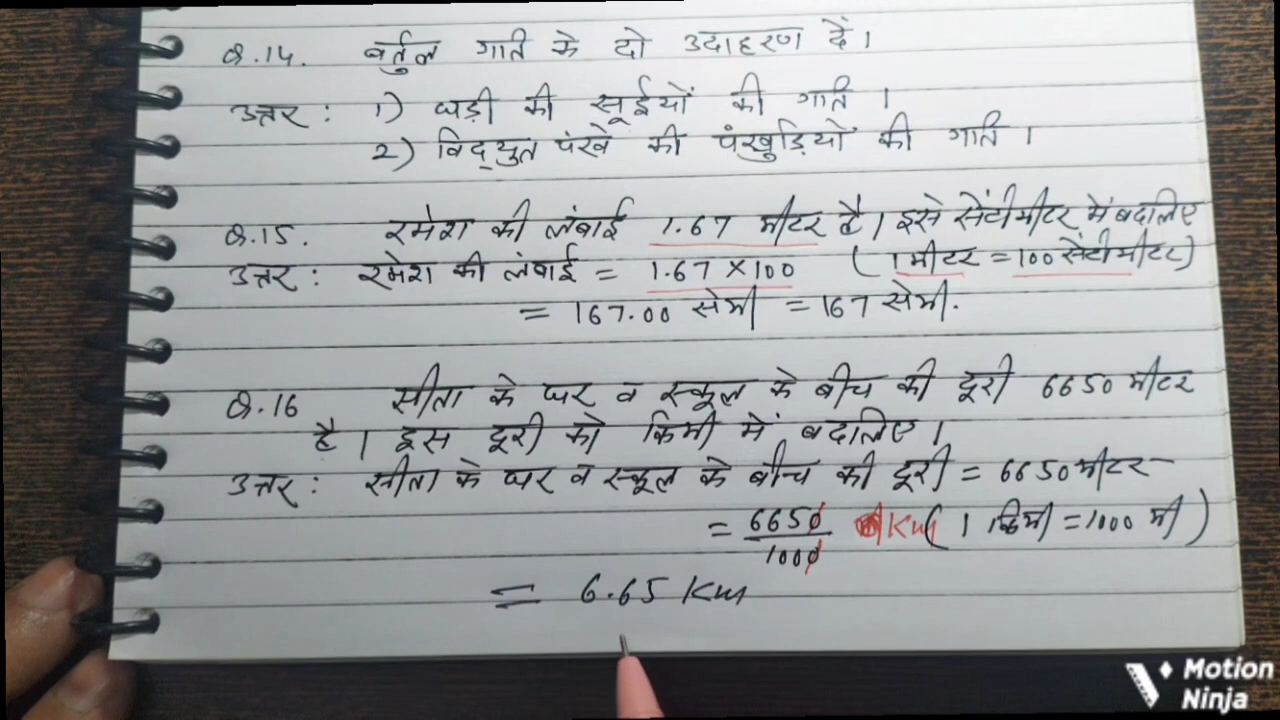 Q.14. वर्तुल गति के दो उदाहरण दें।
उत्तर : 1) घड़ी की सूईयों की गति।
2) विद्युत पंखे की पंखुड़ियों की गति।
Q.15. रमेश की लंबाई 1.67 मीटर है। इसे सेंटीमीटर में बदलिए
उत्तर : रमेश की लंबाई = 1.67 × 100 (1 मीटर = 100 सेंटीमीटर)
= 167.00 सेमी = 167 सेमी.
Q.16 सीता के घर व स्कूल के बीच की दूरी 6650 मीटर
है। इस दूरी को किमी में बदलिए।
उत्तर : सीता के घर व स्कूल के बीच की दूरी = 6650 मीटर
= 6650/1000 Km (1 किमी = 1000 मी)
= 6.65 Km
Motion
Ninja